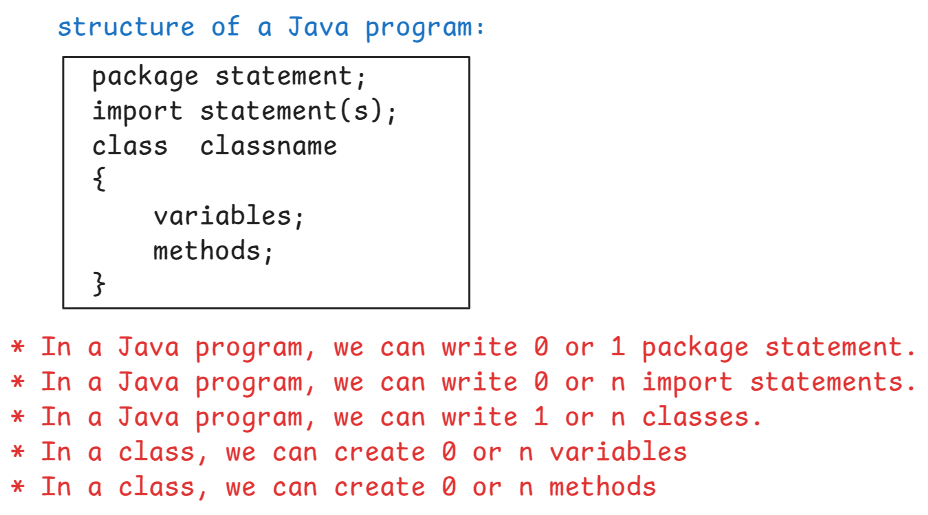 structure of a Java program:
package statement;
import statement(s);
class classname
{
variables;
methods;
}
* In a Java program, we can write 0 or 1 package statement.
* In a Java program, we can write 0 or n import statements.
* In a Java program, we can write 1 or n classes.
* In a class, we can create 0 or n variables
* In a class, we can create 0 or n methods